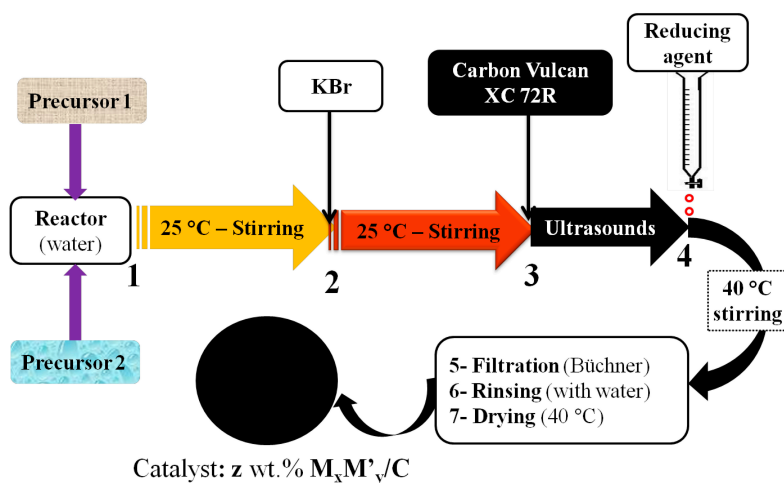 Precursor 1
Reactor
(water)
Precursor 2
1
25 °C – Stirring
KBr
2
25 °C – Stirring
Carbon Vulcan
XC 72R
3
Ultrasounds
Reducing
agent
4
40 °C
stirring
5- Filtration (Büchner)
6- Rinsing (with water)
7- Drying (40 °C)
Catalyst: z wt.% MₓM'ᵧ/C